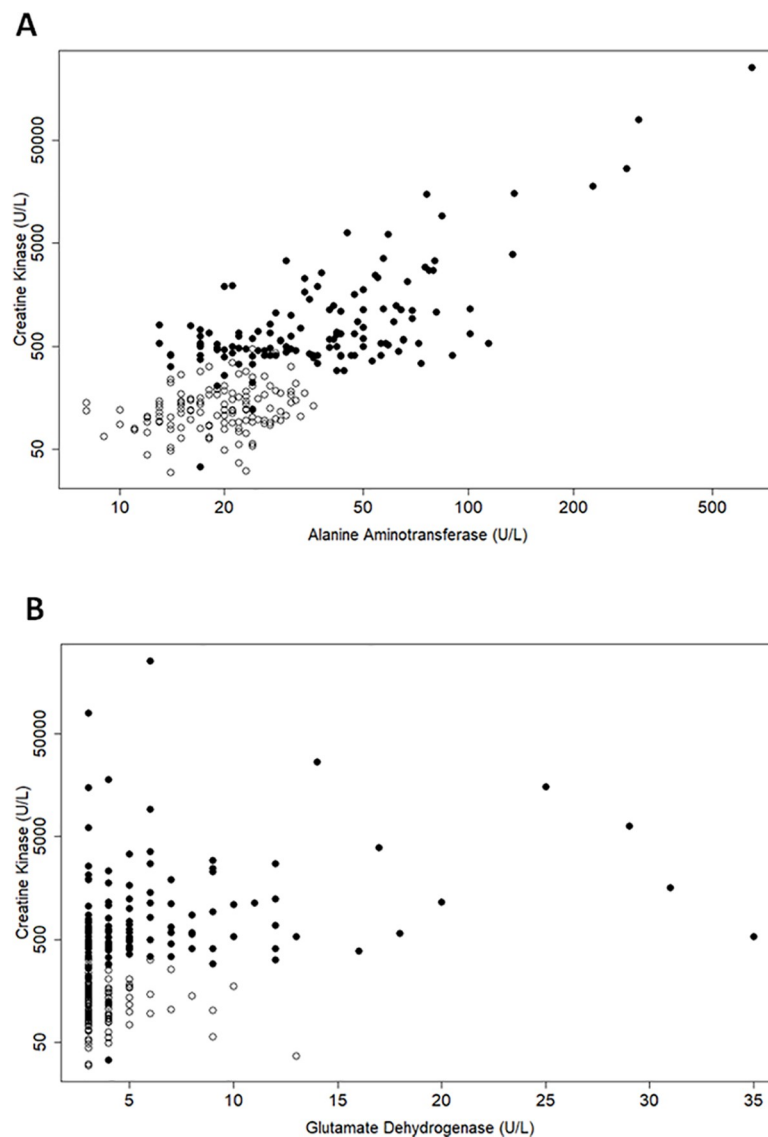 A
Creatine Kinase (U/L)
50000
5000
500
50
10 20 50 100 200 500
Alanine Aminotransferase (U/L)
B
Creatine Kinase (U/L)
50000
5000
500
50
5 10 15 20 25 30 35
Glutamate Dehydrogenase (U/L)